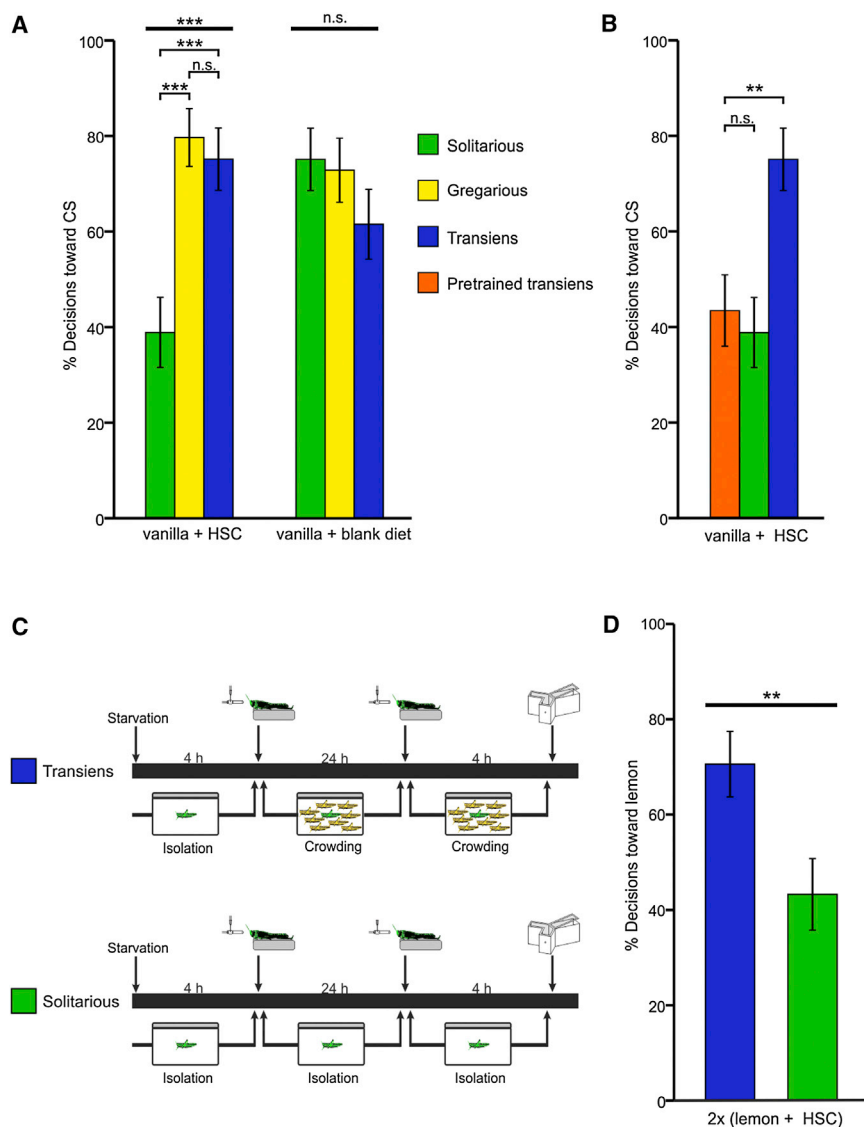 A
***
***
n.s.
***
n.s.
100
80
60
40
20
0
% Decisions toward CS
vanilla + HSC
vanilla + blank diet
Solitarious
Gregarious
Transiens
Pretrained transiens
B
**
n.s.
100
80
60
40
20
0
% Decisions toward CS
vanilla + HSC
C
Starvation
Transiens
4 h
24 h
4 h
Isolation
Crowding
Crowding
Starvation
Solitarious
4 h
24 h
4 h
Isolation
Isolation
Isolation
D
**
100
80
60
40
20
0
% Decisions toward lemon
2x (lemon + HSC)